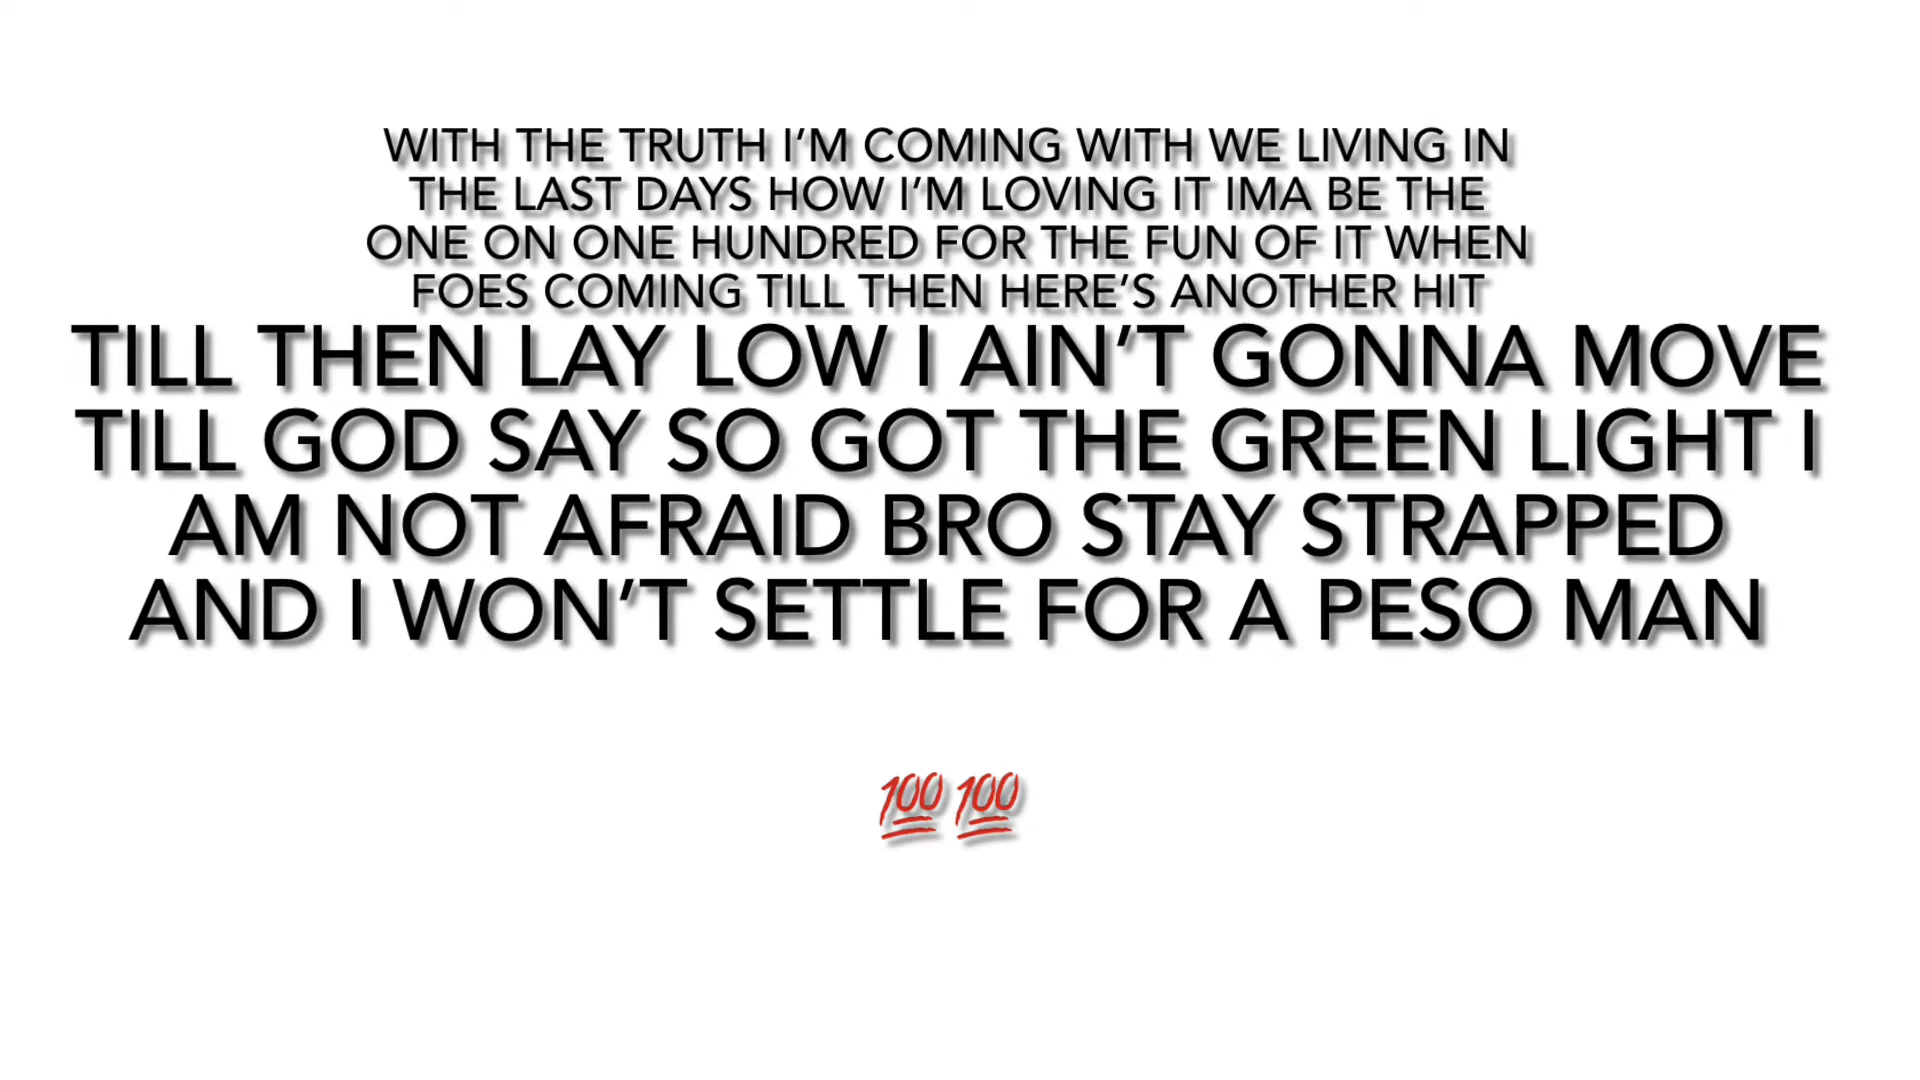 WITH THE TRUTH I’M COMING WITH WE LIVING IN
THE LAST DAYS HOW I’M LOVING IT IMA BE THE
ONE ON ONE HUNDRED FOR THE FUN OF IT WHEN
FOES COMING TILL THEN HERE’S ANOTHER HIT
TILL THEN LAY LOW I AIN’T GONNA MOVE
TILL GOD SAY SO GOT THE GREEN LIGHT I
AM NOT AFRAID BRO STAY STRAPPED
AND I WON’T SETTLE FOR A PESO MAN
💯💯